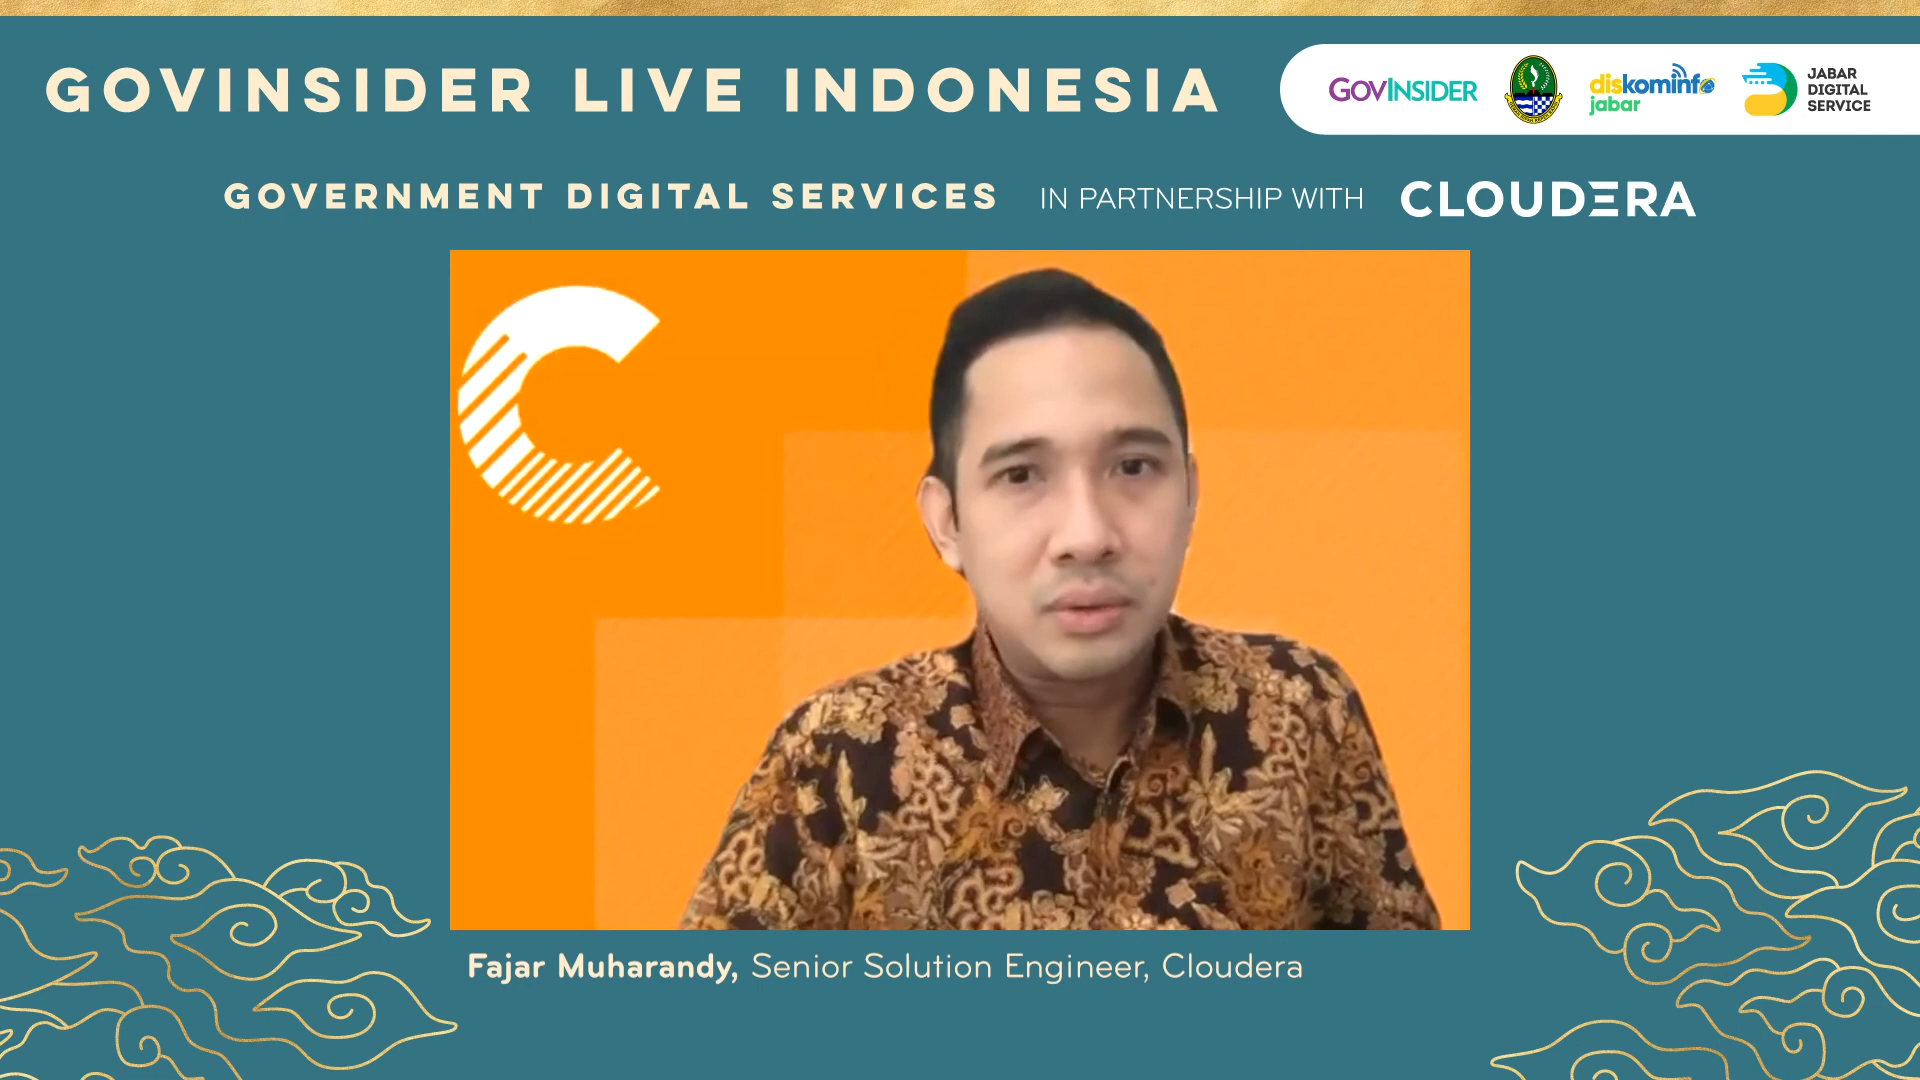 GOVINSIDER LIVE INDONESIA
GOVINSIDER
diskominfo
jabar
JABAR
DIGITAL
SERVICE
GOVERNMENT DIGITAL SERVICES IN PARTNERSHIP WITH CLOUDERA
Fajar Muharandy, Senior Solution Engineer, Cloudera